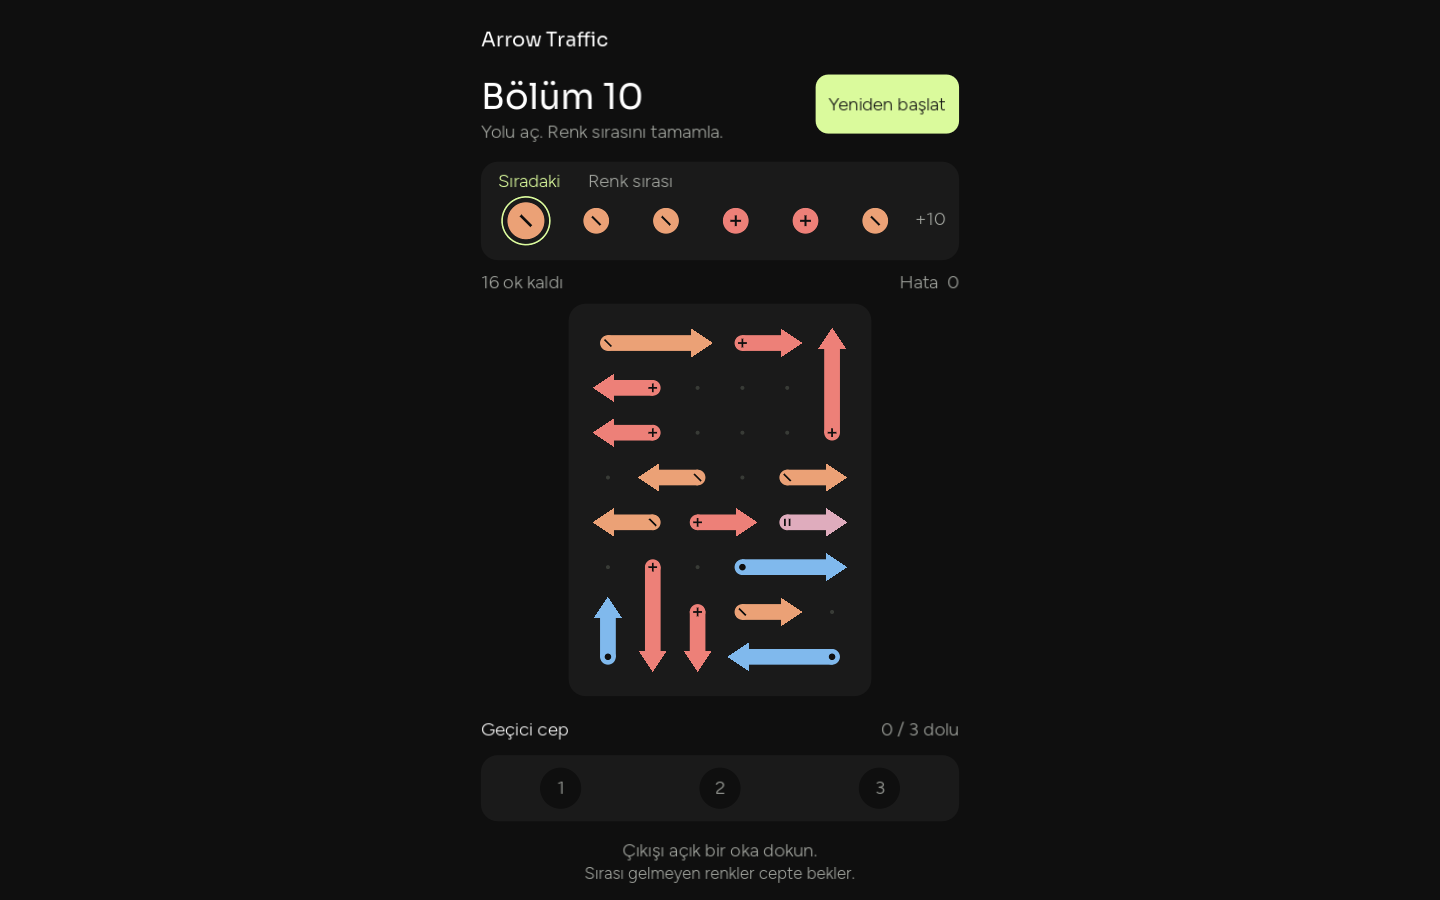 Arrow Traffic
Bölüm 10
Yeniden başlat
Yolu aç. Renk sırasını tamamla.
Sıradaki Renk sırası
+10
16 ok kaldı Hata 0
Geçici cep 0 / 3 dolu
1 2 3
Çıkışı açık bir oka dokun.
Sırası gelmeyen renkler cepte bekler.